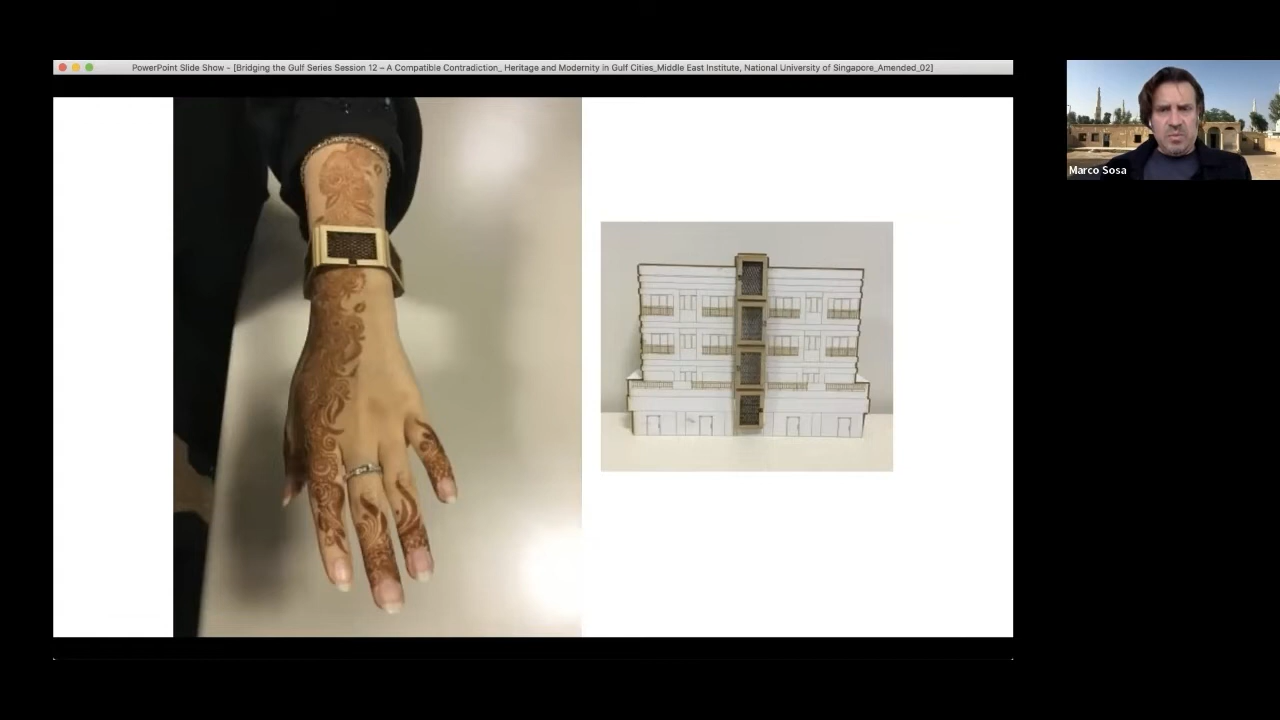 PowerPoint Slide Show - [Bridging the Gulf Series Session 12 – A Compatible Contradiction_ Heritage and Modernity in Gulf Cities_Middle East Institute, National University of Singapore_Amended_02]
Marco Sosa